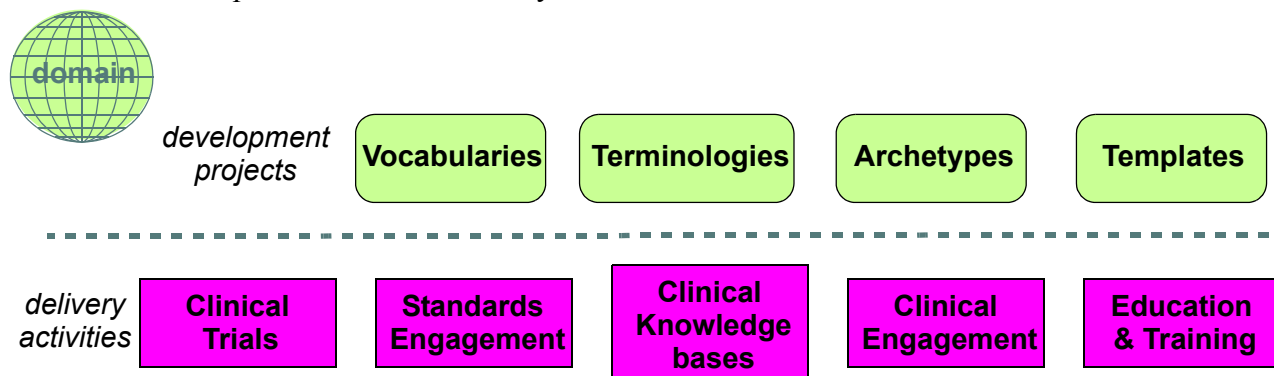 domain
development
projects
Vocabularies
Terminologies
Archetypes
Templates
delivery
activities
Clinical
Trials
Standards
Engagement
Clinical
Knowledge
bases
Clinical
Engagement
Education
& Training